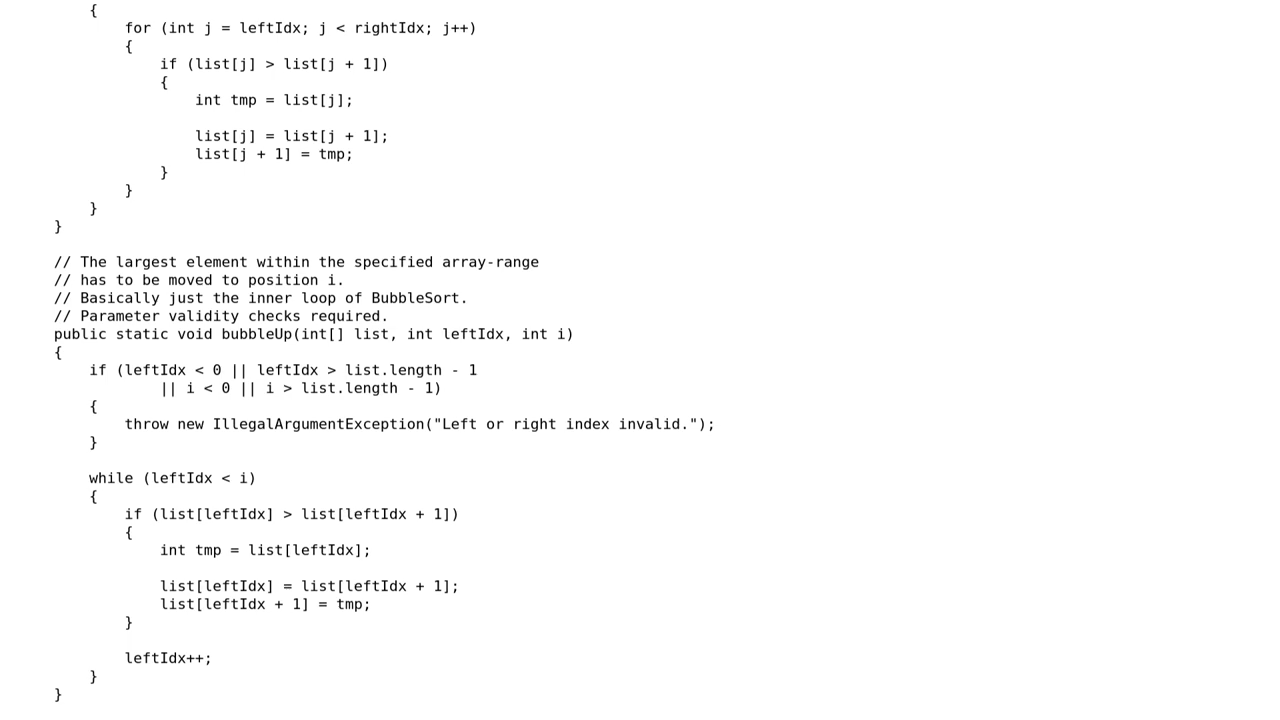 {
for (int j = leftIdx; j < rightIdx; j++)
{
if (list[j] > list[j + 1])
{
int tmp = list[j];
list[j] = list[j + 1];
list[j + 1] = tmp;
}
}
}
}
// The largest element within the specified array-range
// has to be moved to position i.
// Basically just the inner loop of BubbleSort.
// Parameter validity checks required.
public static void bubbleUp(int[] list, int leftIdx, int i)
{
if (leftIdx < 0 || leftIdx > list.length - 1
|| i < 0 || i > list.length - 1)
{
throw new IllegalArgumentException("Left or right index invalid.");
}
while (leftIdx < i)
{
if (list[leftIdx] > list[leftIdx + 1])
{
int tmp = list[leftIdx];
list[leftIdx] = list[leftIdx + 1];
list[leftIdx + 1] = tmp;
}
leftIdx++;
}
}